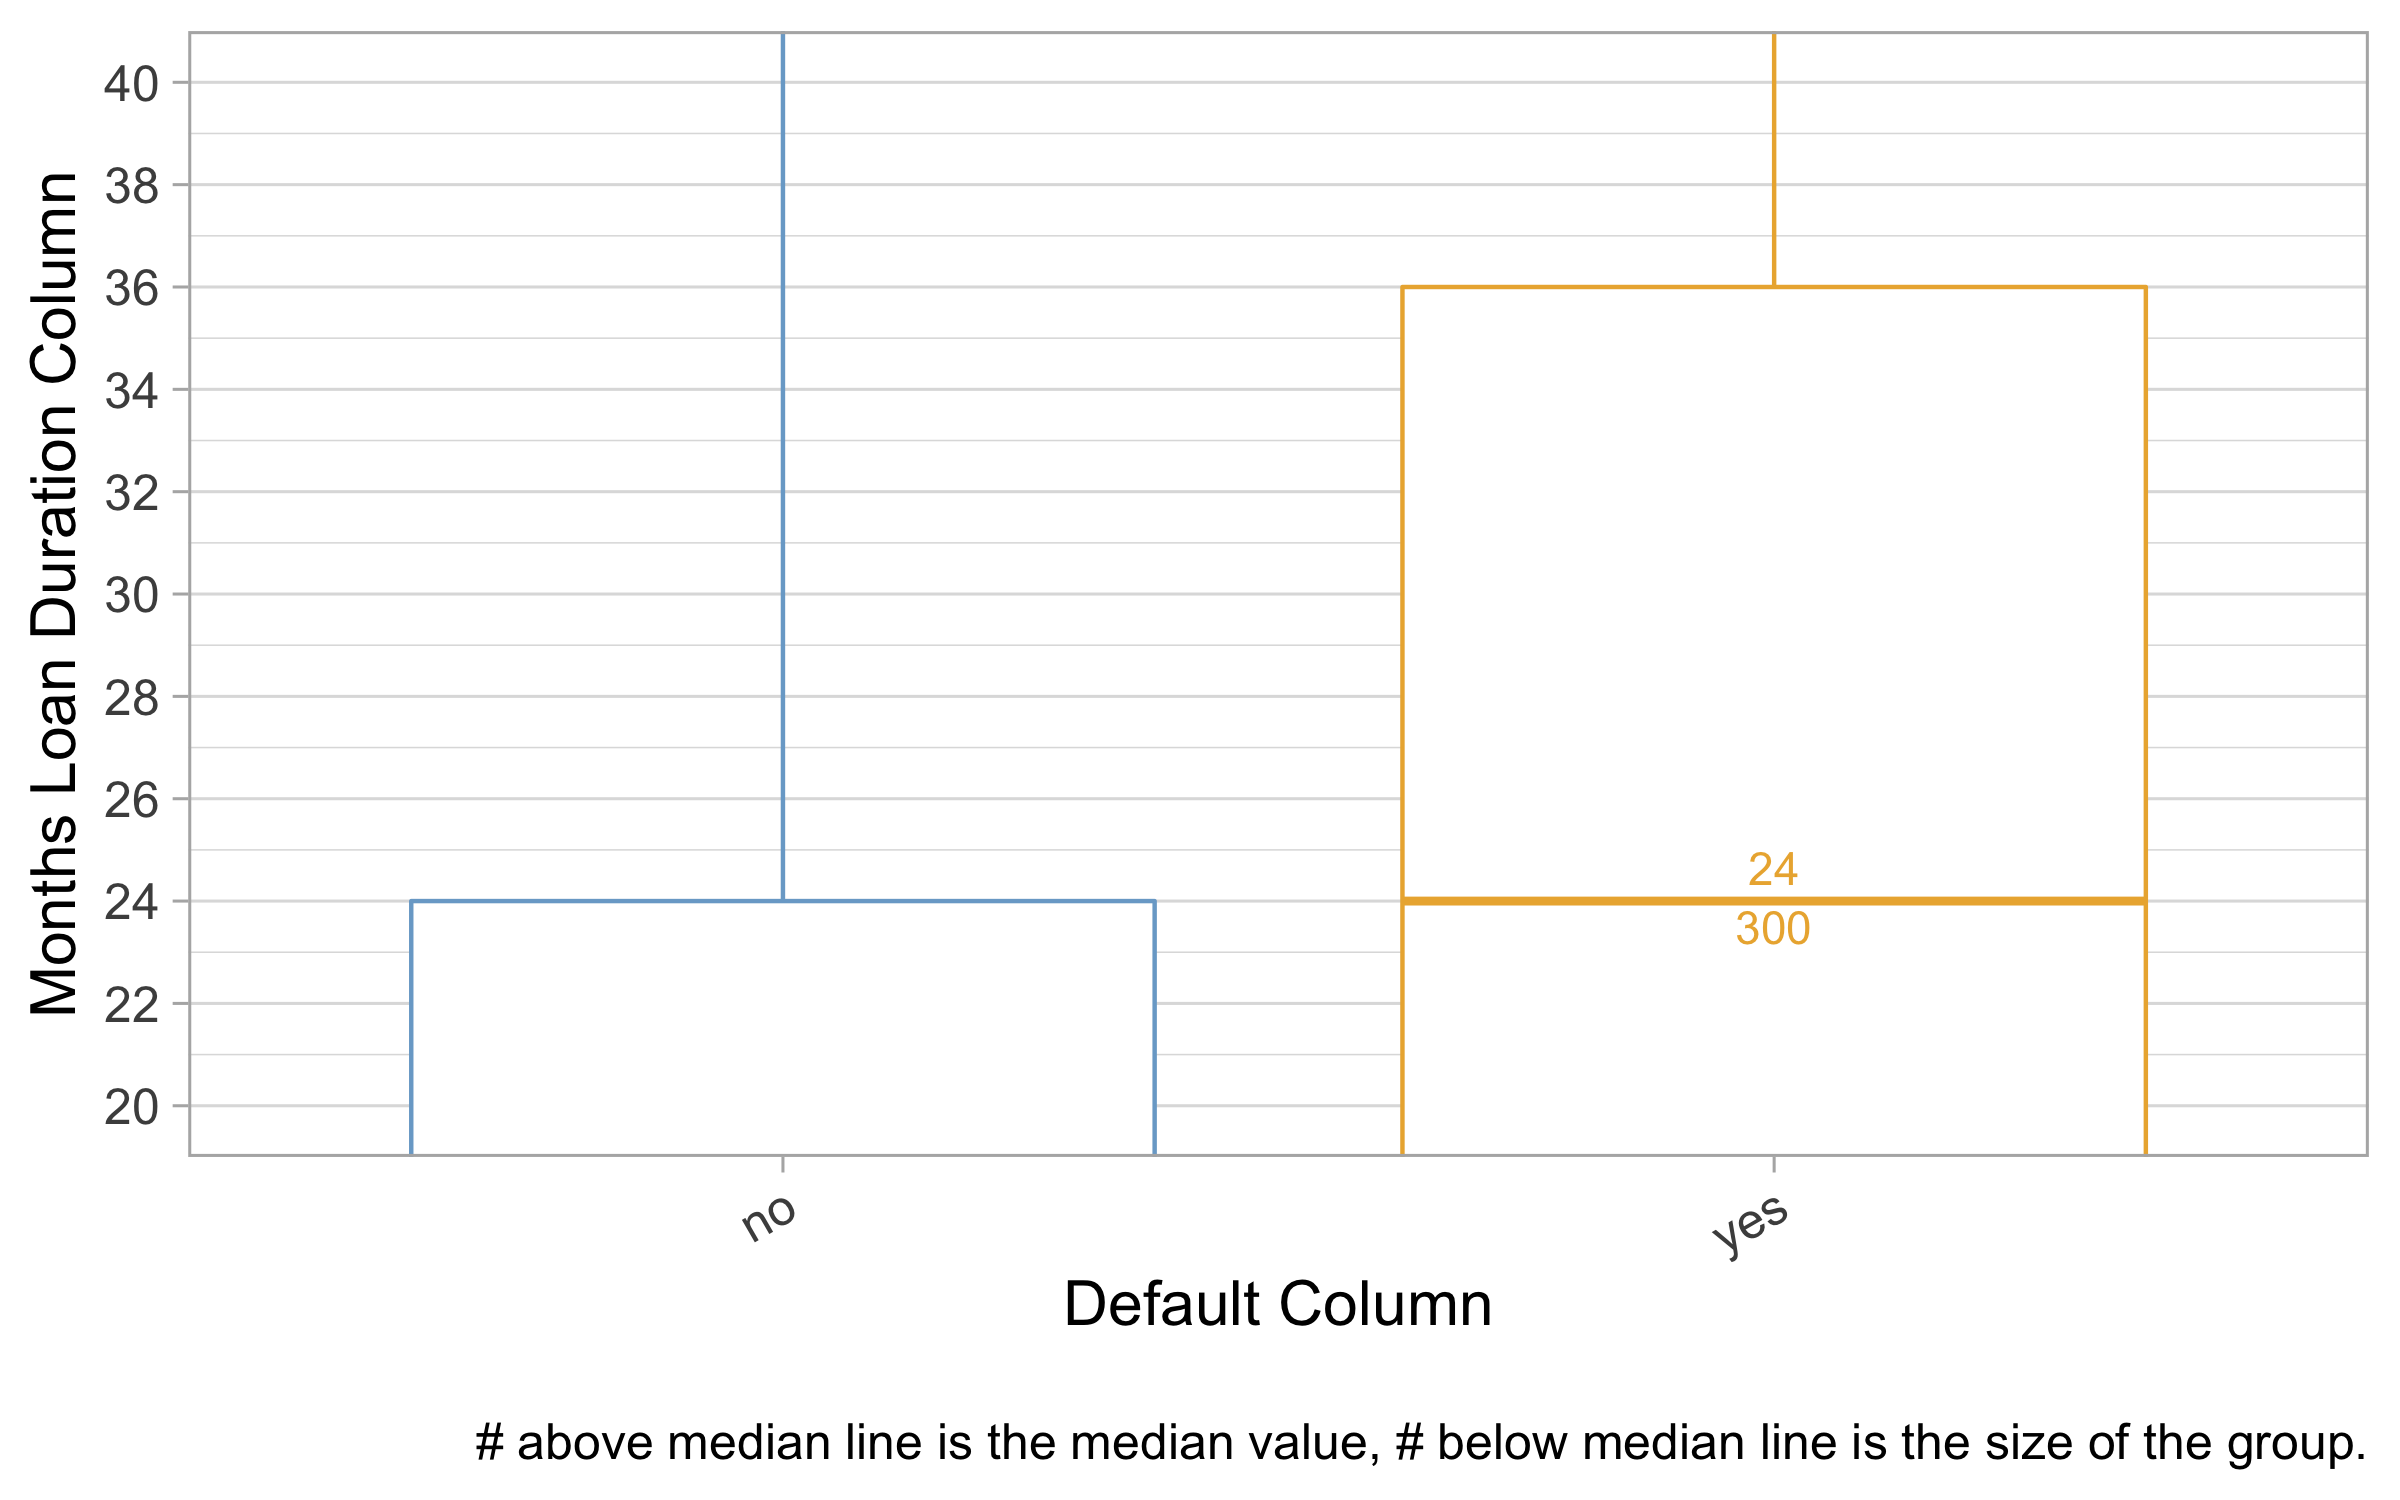 Months Loan Duration Column
40
38
36
34
32
30
28
26
24
22
20
24
300
no
yes
Default Column
# above median line is the median value, # below median line is the size of the group.